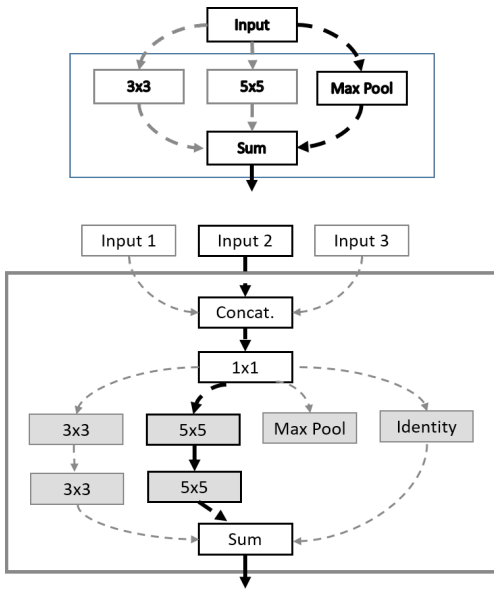 Input
3x3 5x5 Max Pool
Sum
Input 1 Input 2 Input 3
Concat.
1x1
3x3 5x5 Max Pool Identity
3x3 5x5
Sum